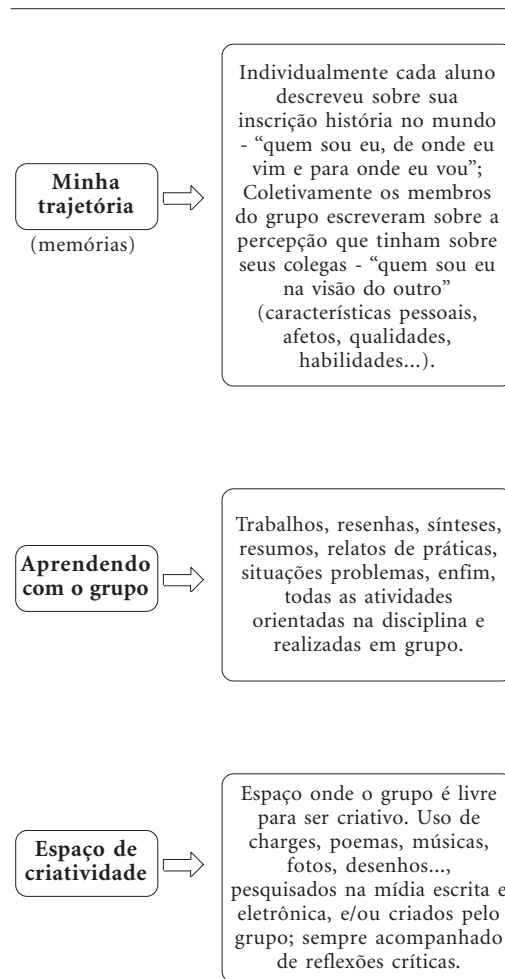 Minha
trajetória
(memórias)
Individualmente cada aluno
descreveu sobre sua
inscrição história no mundo
- “quem sou eu, de onde eu
vim e para onde eu vou”;
Coletivamente os membros
do grupo escreveram sobre a
percepção que tinham sobre
seus colegas - “quem sou eu
na visão do outro”
(características pessoais,
afetos, qualidades,
habilidades...).
Aprendendo
com o grupo
Trabalhos, resenhas, sínteses,
resumos, relatos de práticas,
situações problemas, enfim,
todas as atividades
orientadas na disciplina e
realizadas em grupo.
Espaço de
criatividade
Espaço onde o grupo é livre
para ser criativo. Uso de
charges, poemas, músicas,
fotos, desenhos...,
pesquisados na mídia escrita e
eletrônica, e/ou criados pelo
grupo; sempre acompanhado
de reflexões críticas.